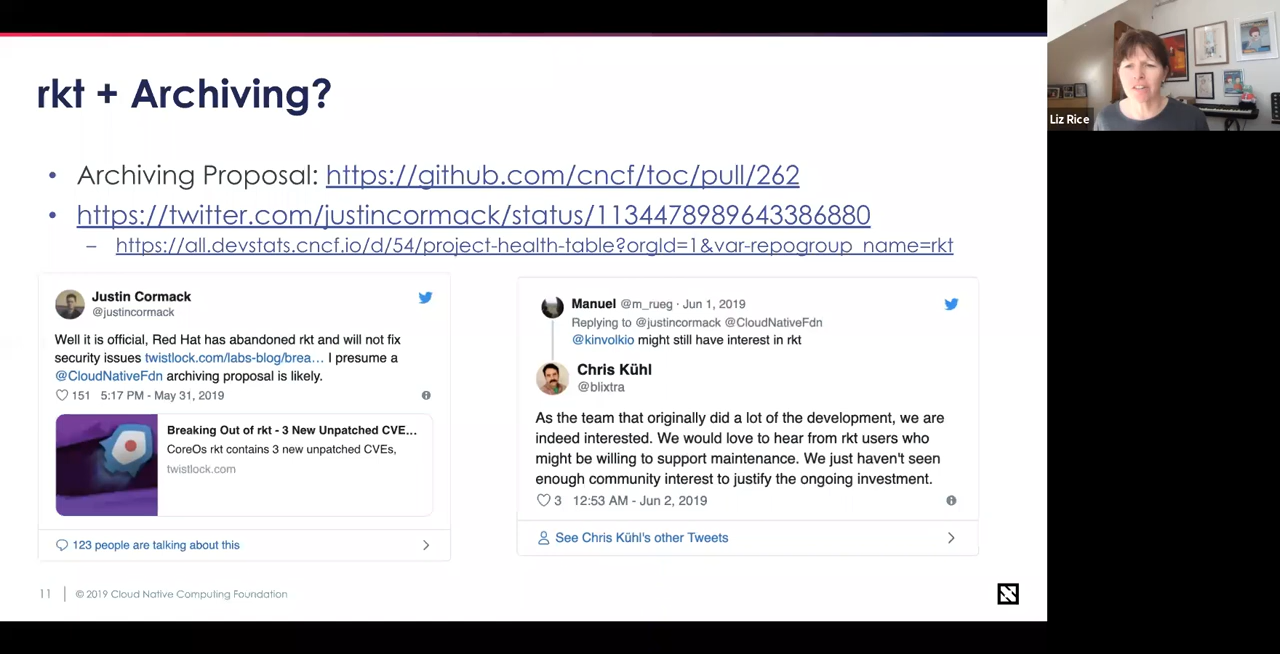 rkt + Archiving?
Liz Rice
• Archiving Proposal: https://github.com/cncf/toc/pull/262
• https://twitter.com/justincormack/status/1134478989643386880
– https://all.devstats.cncf.io/d/54/project-health-table?orgId=1&var-repogroup_name=rkt
Justin Cormack
@justincormack
Well it is official, Red Hat has abandoned rkt and will not fix
security issues twistlock.com/labs-blog/brea… I presume a
@CloudNativeFdn archiving proposal is likely.
151 5:17 PM - May 31, 2019
Breaking Out of rkt - 3 New Unpatched CVE…
CoreOs rkt contains 3 new unpatched CVEs,
twistlock.com
123 people are talking about this
Manuel @m_rueg · Jun 1, 2019
Replying to @justincormack @CloudNativeFdn
@kinvolkio might still have interest in rkt
Chris Kühl
@blixtra
As the team that originally did a lot of the development, we are
indeed interested. We would love to hear from rkt users who
might be willing to support maintenance. We just haven't seen
enough community interest to justify the ongoing investment.
3 12:53 AM - Jun 2, 2019
See Chris Kühl's other Tweets
11 | © 2019 Cloud Native Computing Foundation